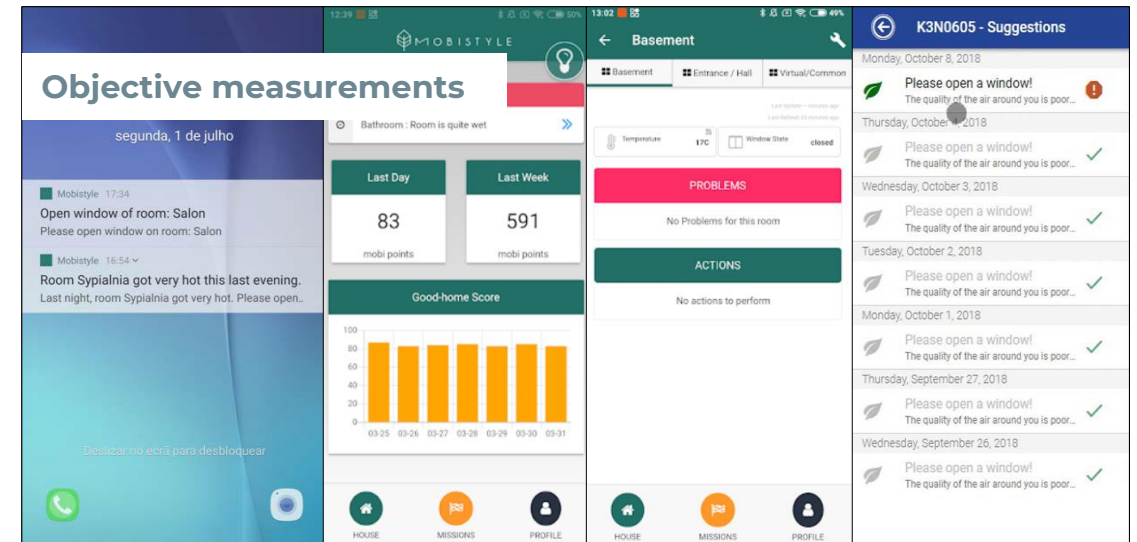 Objective measurements
segunda, 1 de julho
Mobistyle 17:34
Open window of room: Salon
Please open window on room: Salon
Mobistyle 16:54
Room Sypialnia got very hot this last evening.
Last night, room Sypialnia got very hot. Please open..
Deslizar no ecrã para desbloquear
12:39
50%
MOBISTYLE
Bathroom : Room is quite wet
Last Day
Last Week
83
591
mobi points
mobi points
Good-home Score
100
80
60
40
20
0
03-25 03-26 03-27 03-28 03-29 03-30 03-31
HOUSE MISSIONS PROFILE
13:02
49%
Basement
Basement Entrance / Hall Virtual/Common
Last Update - minutes ago
Last Refresh 24 minutes ago
Temperature 17C Window State closed
PROBLEMS
No Problems for this room
ACTIONS
No actions to perform
HOUSE MISSIONS PROFILE
K3N0605 - Suggestions
Monday, October 8, 2018
Please open a window!
The quality of the air around you is poor...
Thursday, October 4, 2018
Please open a window!
The quality of the air around you is poor...
Wednesday, October 3, 2018
Please open a window!
The quality of the air around you is poor...
Tuesday, October 2, 2018
Please open a window!
The quality of the air around you is poor...
Monday, October 1, 2018
Please open a window!
The quality of the air around you is poor...
Thursday, September 27, 2018
Please open a window!
The quality of the air around you is poor...
Wednesday, September 26, 2018
Please open a window!
The quality of the air around you is poor...